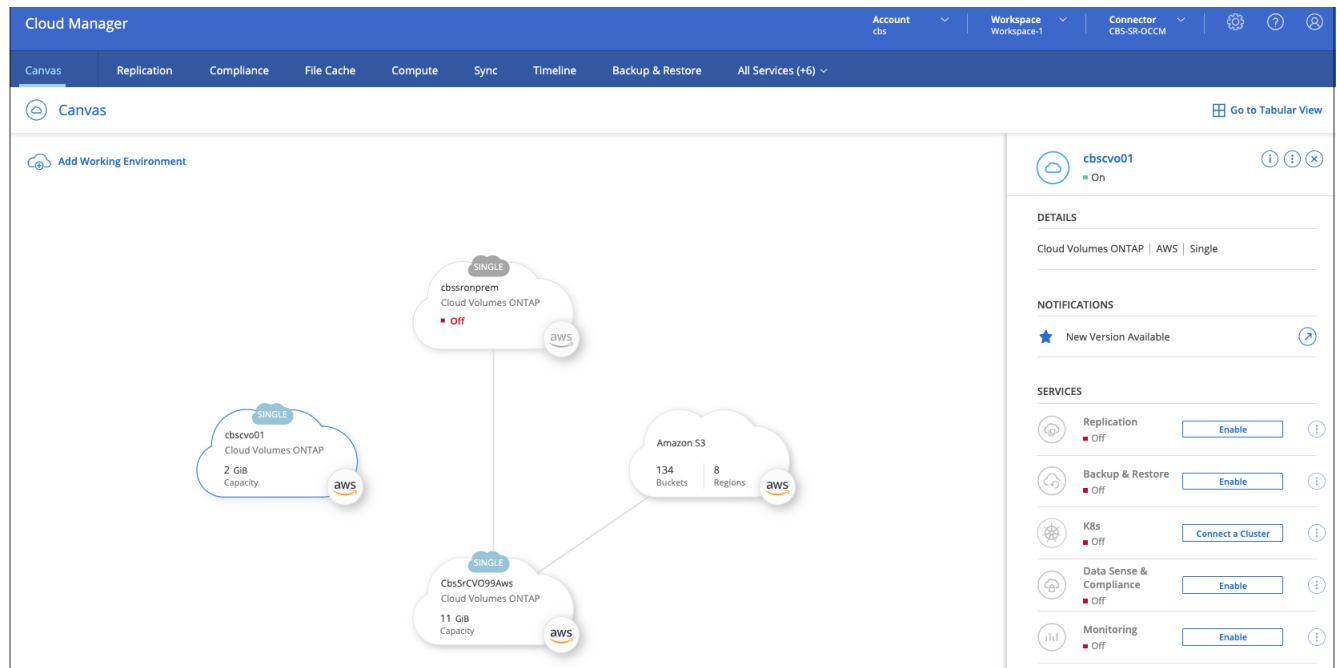 Cloud Manager
Account
cbs
Workspace
Workspace-1
Connector
CBS-SR-OCCM
Canvas
Replication
Compliance
File Cache
Compute
Sync
Timeline
Backup & Restore
All Services (+6)
Canvas
Go to Tabular View
Add Working Environment
SINGLE
cbssronprem
Cloud Volumes ONTAP
Off
aws
SINGLE
cbscvo01
Cloud Volumes ONTAP
2 GiB
Capacity
aws
Amazon S3
134
Buckets
8
Regions
aws
SINGLE
CbsSrCVO99Aws
Cloud Volumes ONTAP
11 GiB
Capacity
aws
cbscvo01
On
DETAILS
Cloud Volumes ONTAP | AWS | Single
NOTIFICATIONS
New Version Available
SERVICES
Replication
Off
Enable
Backup & Restore
Off
Enable
K8s
Off
Connect a Cluster
Data Sense &
Compliance
Off
Enable
Monitoring
Off
Enable